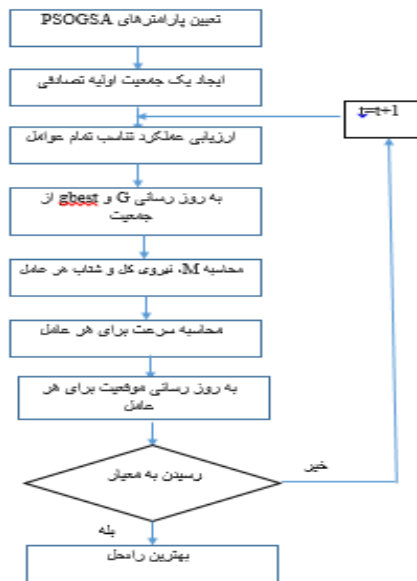 تعیین پارامترهای PSOGSA
ایجاد یک جمعیت اولیه تصادفی
t=t+1
ارزیابی عملکرد تناسب تمام عوامل
به روز رسانی G و gbest از
جمعیت
محاسبه M، نیروی کل و شتاب هر عامل
محاسبه سرعت برای هر عامل
به روز رسانی موقعیت برای هر
عامل
رسیدن به معیار
خیر
بله
بهترین راه‌حل